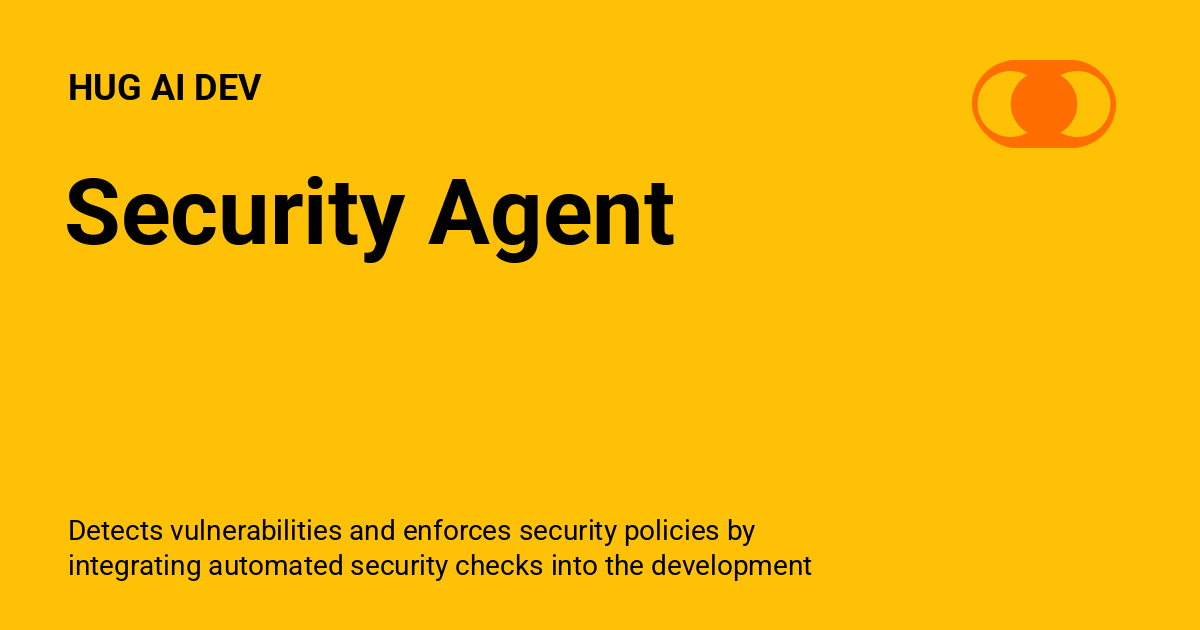 HUG AI DEV
Security Agent
Detects vulnerabilities and enforces security policies by
integrating automated security checks into the development